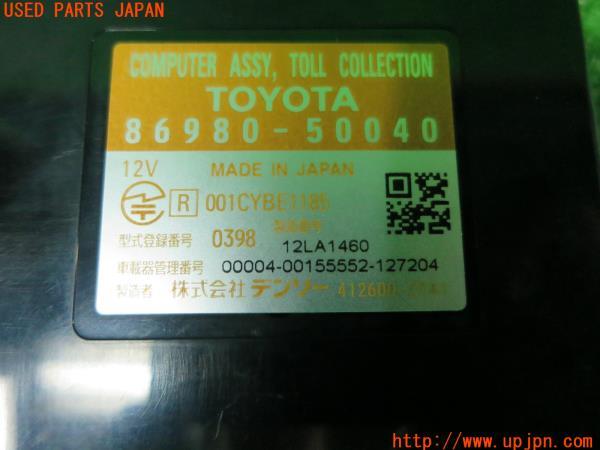 USED PARTS JAPAN
COMPUTER ASSY, TOLL COLLECTION
TOYOTA
86980-50040
12V MADE IN JAPAN
R 001CYBE1185
型式登録番号 0398 製造番号 12LA1460
車載器管理番号 00004-00155552-127204
製造者 株式会社 デンソー
http://www.upjpn.com/